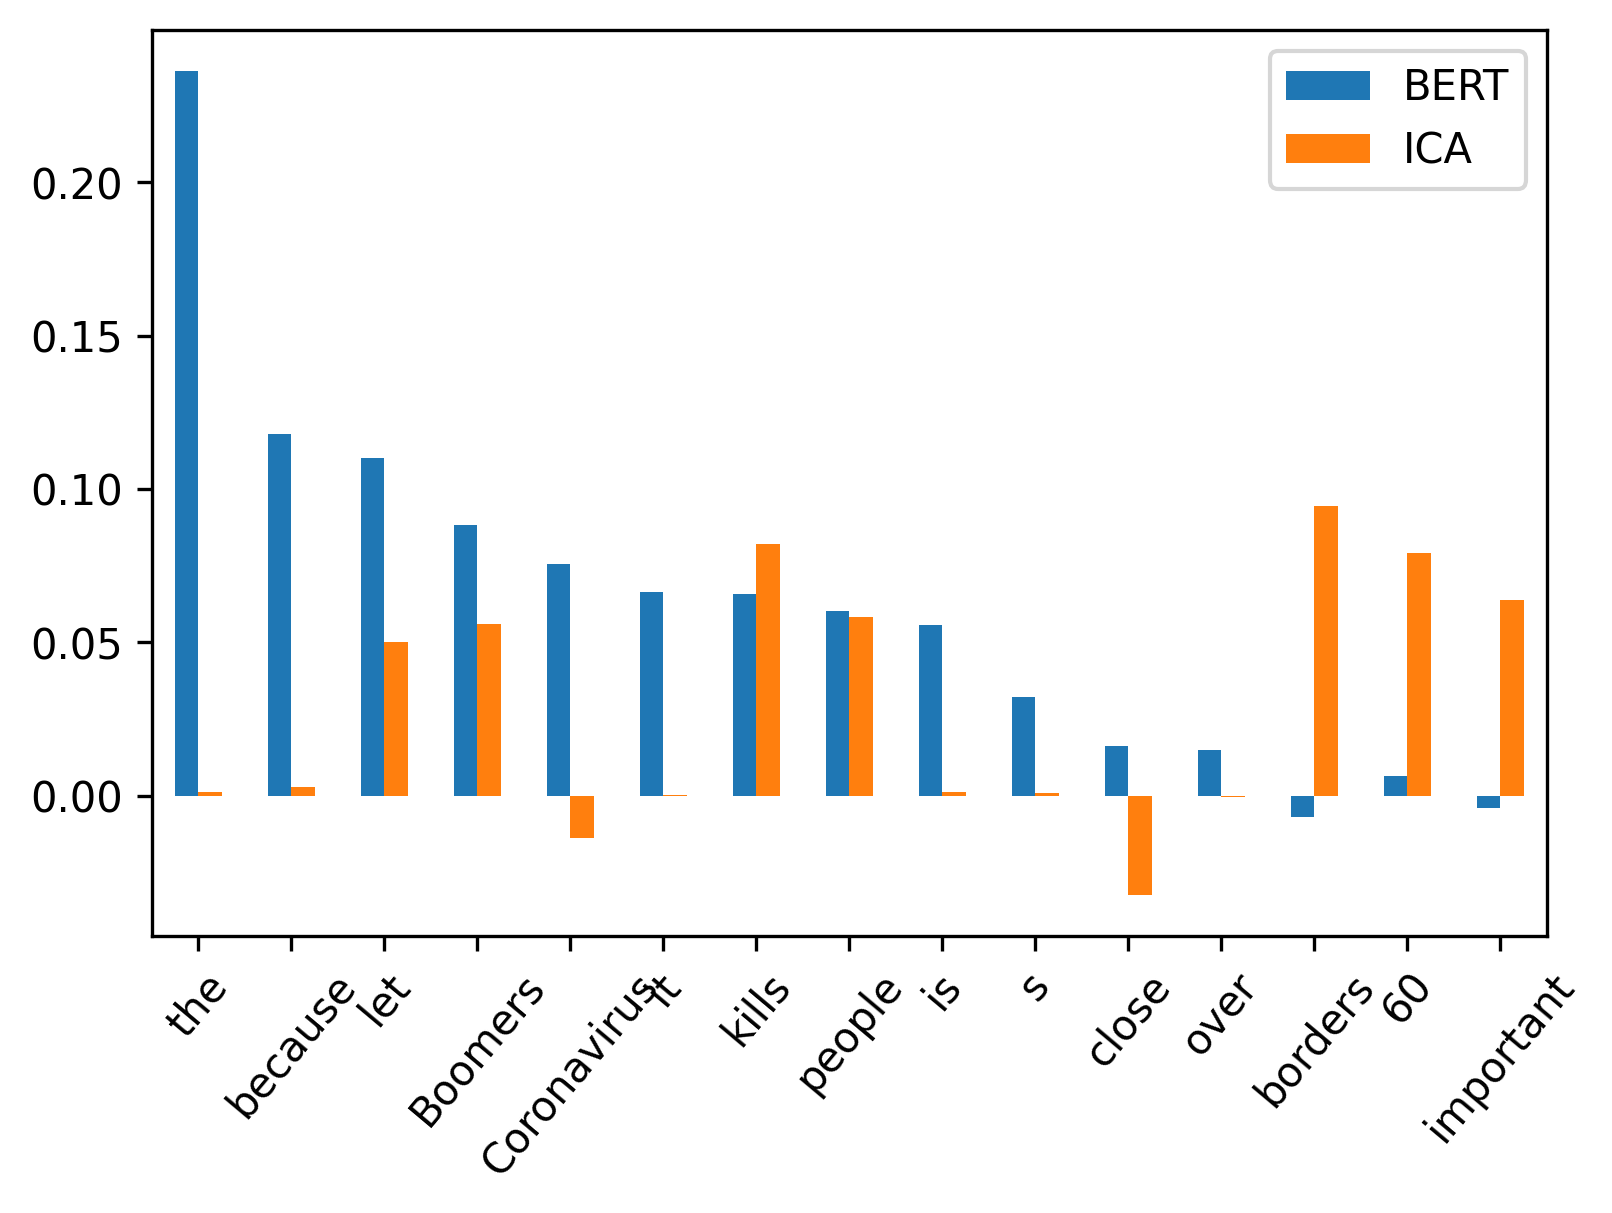 BERT
ICA
0.20
0.15
0.10
0.05
0.00
the
because
let
Boomers
Coronavirus
it
kills
people
is
s
close
over
borders
60
important